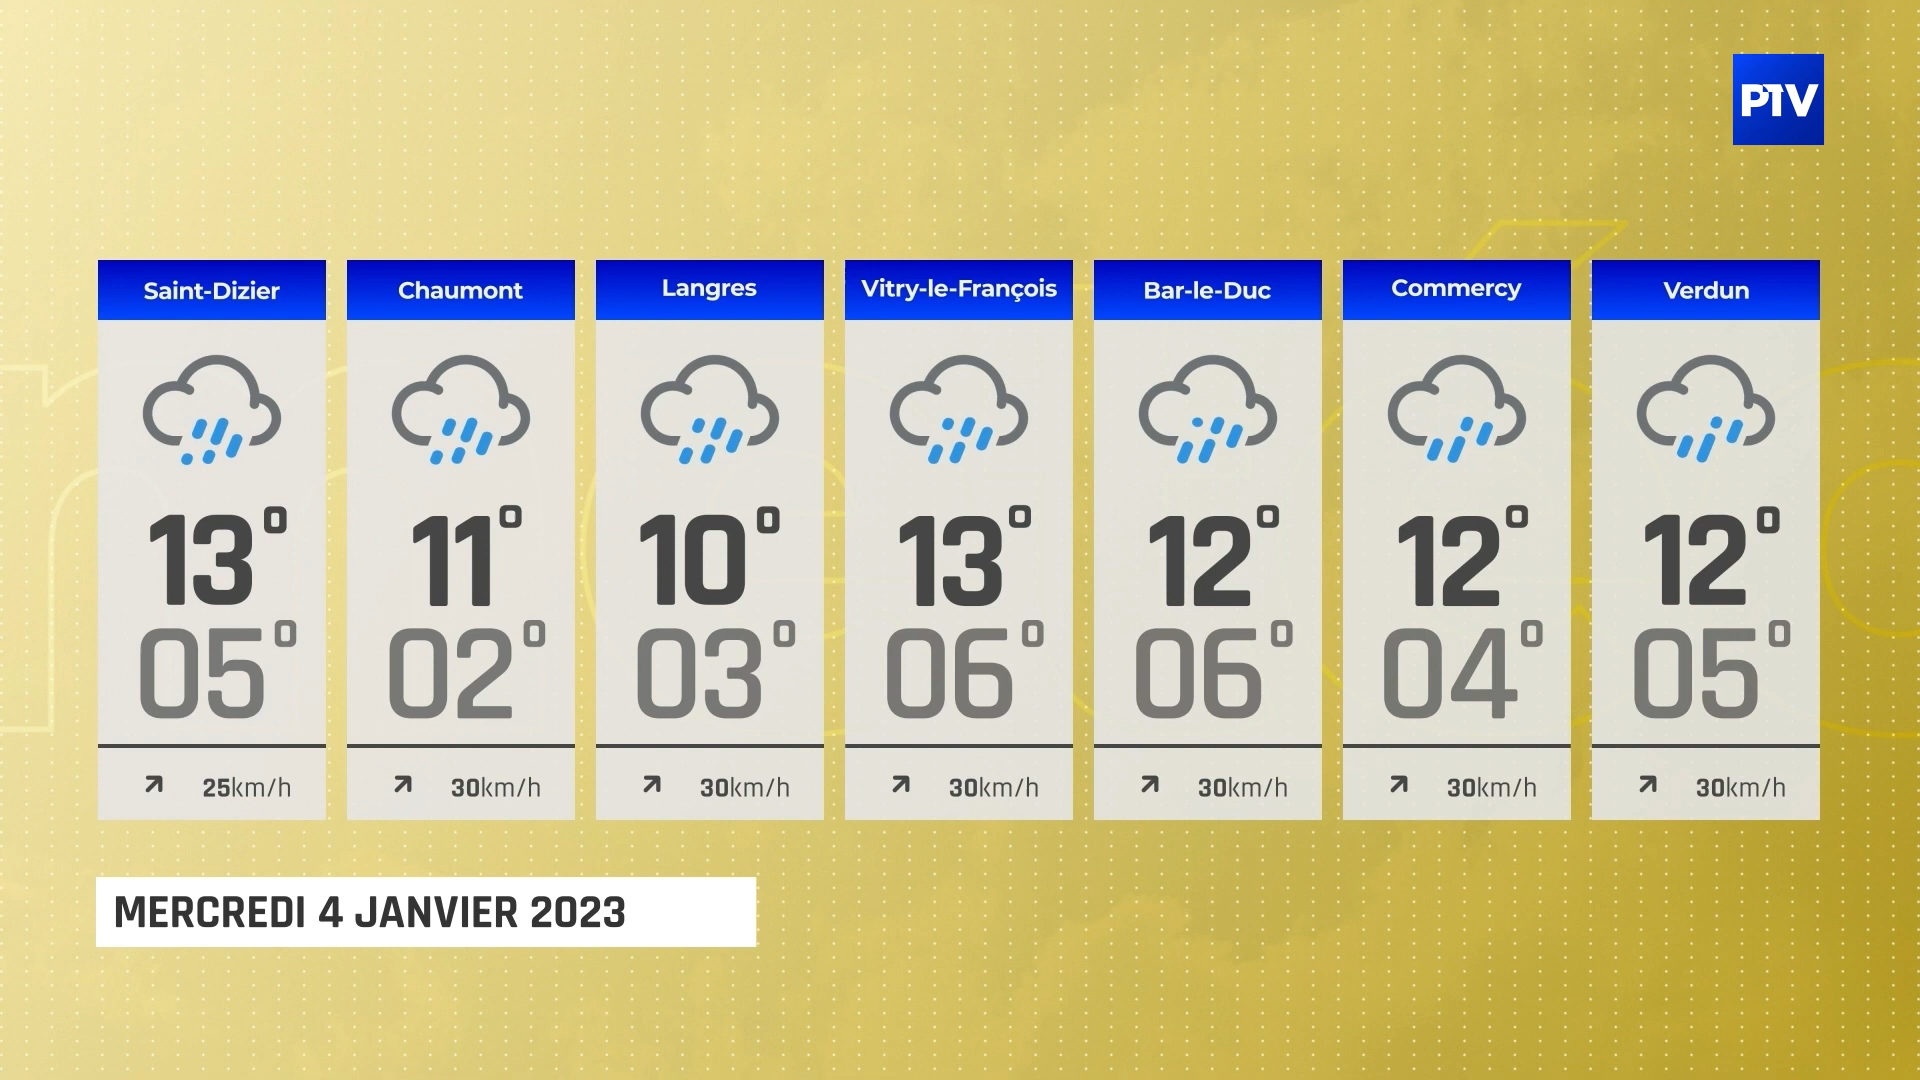 PTV
Saint-Dizier
13°
05°
25km/h
Chaumont
11°
02°
30km/h
Langres
10°
03°
30km/h
Vitry-le-François
13°
06°
30km/h
Bar-le-Duc
12°
06°
30km/h
Commercy
12°
04°
30km/h
Verdun
12°
05°
30km/h
MERCREDI 4 JANVIER 2023